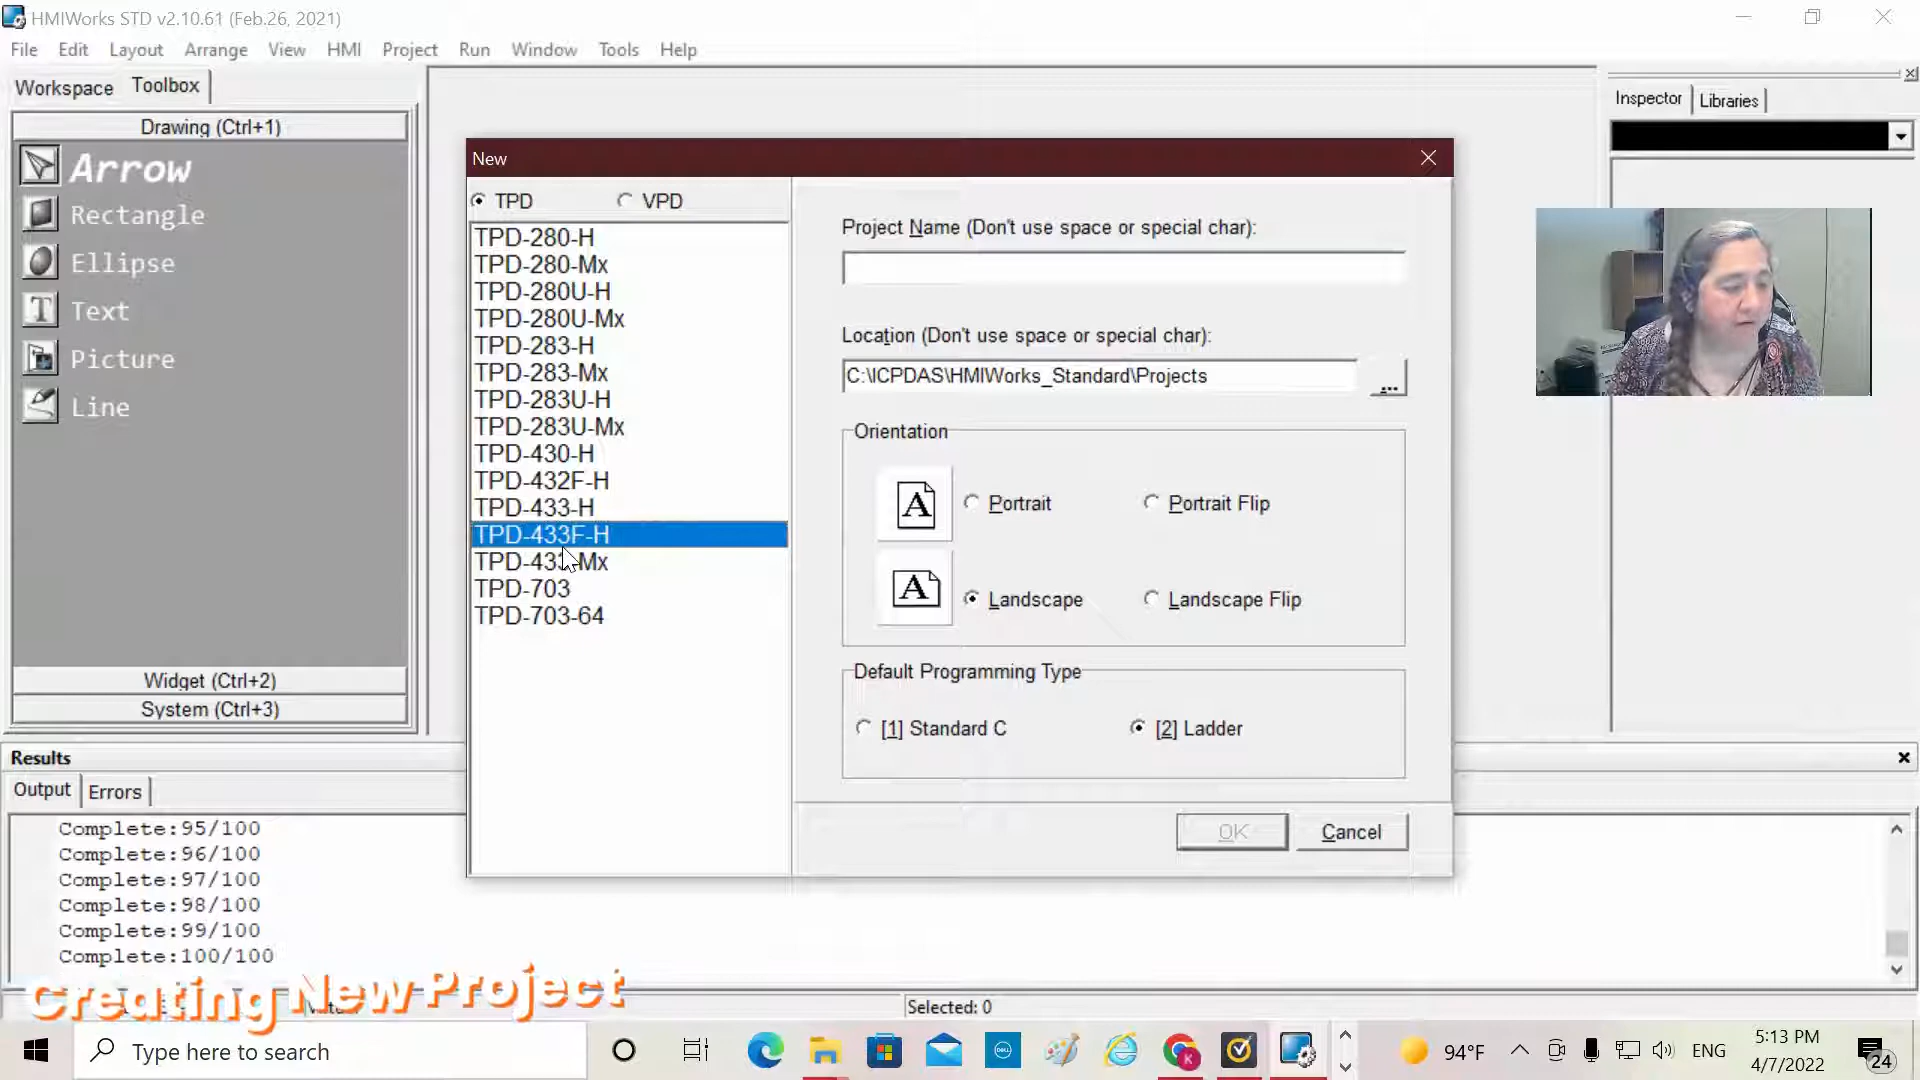 HMIWorks STD v2.10.61 (Feb.26, 2021)
File Edit Layout Arrange View HMI Project Run Window Tools Help
Workspace Toolbox
Drawing (Ctrl+1)
Arrow
Rectangle
Ellipse
Text
Picture
Line
Widget (Ctrl+2)
System (Ctrl+3)
New
TPD VPD
TPD-280-H
TPD-280-Mx
TPD-280U-H
TPD-280U-Mx
TPD-283-H
TPD-283-Mx
TPD-283U-H
TPD-283U-Mx
TPD-430-H
TPD-432F-H
TPD-433-H
TPD-433F-H
TPD-433-Mx
TPD-703
TPD-703-64
Project Name (Don't use space or special char):
Location (Don't use space or special char):
C:\ICPDAS\HMIWorks_Standard\Projects
...
Orientation
A Portrait Portrait Flip
A Landscape Landscape Flip
Default Programming Type
[1] Standard C [2] Ladder
OK Cancel
Inspector Libraries
Results
Output Errors
Complete:95/100
Complete:96/100
Complete:97/100
Complete:98/100
Complete:99/100
Complete:100/100
Creating New Project
Selected: 0
Type here to search
DELL
K
94°F
ENG
5:13 PM
4/7/2022
24